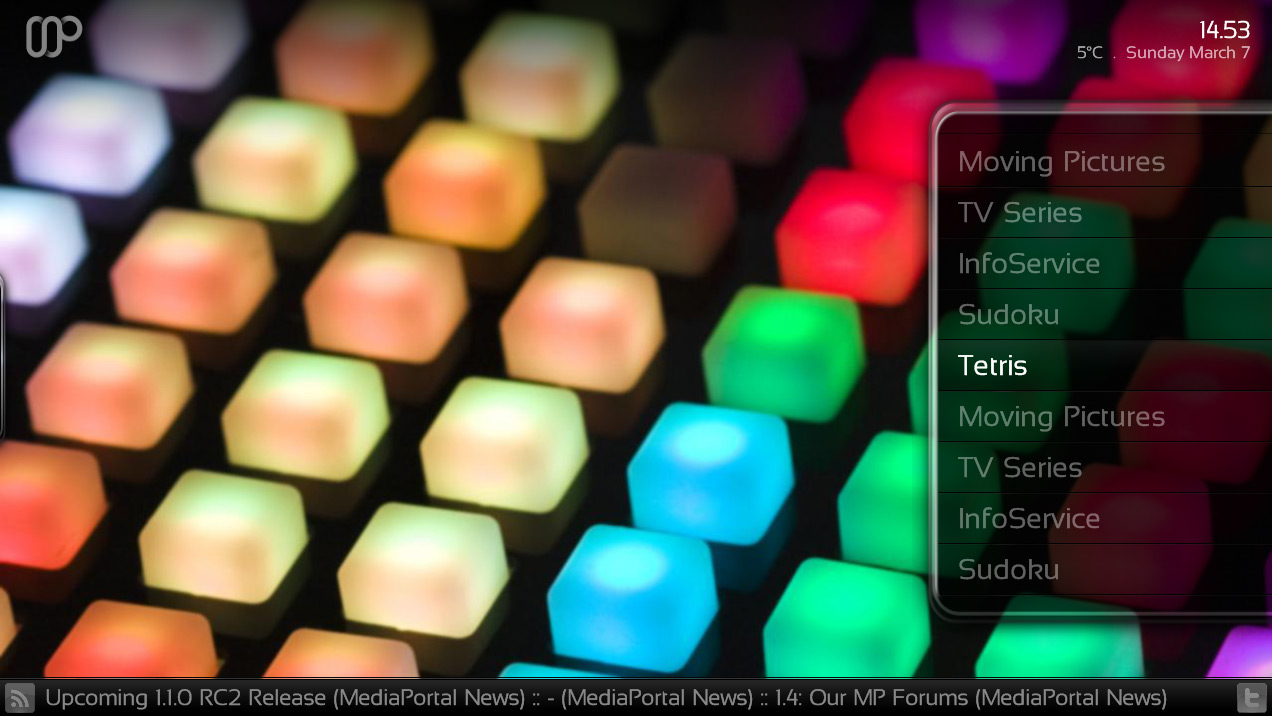 14.53
5°C . Sunday March 7
Moving Pictures
TV Series
InfoService
Sudoku
Tetris
Moving Pictures
TV Series
InfoService
Sudoku
Upcoming 1.1.0 RC2 Release (MediaPortal News) :: - (MediaPortal News) :: 1.4: Our MP Forums (MediaPortal News)